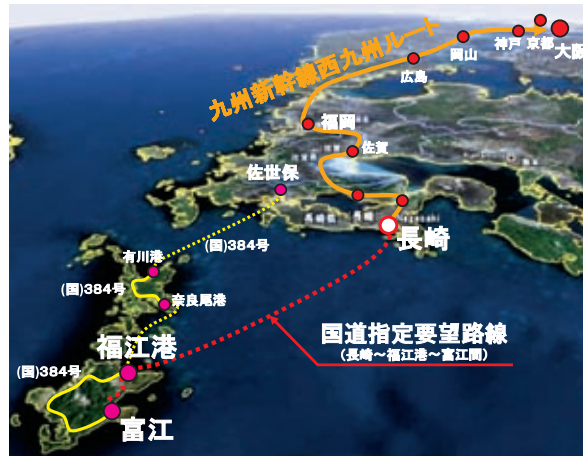 九州新幹線西九州ルート
神戸
京都
大阪
岡山
広島
福岡
佐賀
佐世保
長崎
(国)384号
有川港
(国)384号
奈良尾港
国道指定要望路線
(長崎～福江港～富江間)
福江港
(国)384号
富江